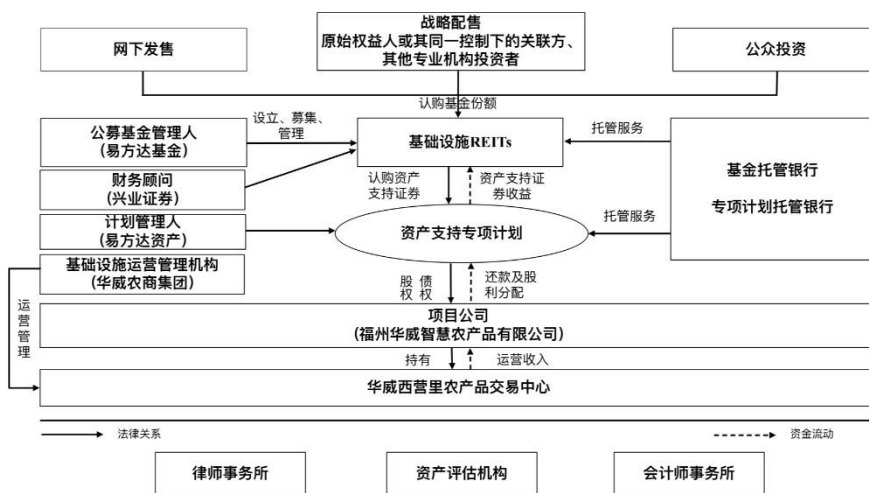 战略配售
原始权益人或其同一控制下的关联方、
其他专业机构投资者
网下发售
公众投资
认购基金份额
公募基金管理人
(易方达基金)
设立、募集、
管理
基础设施REITs
托管服务
基金托管银行
专项计划托管银行
财务顾问
(兴业证券)
认购资产
支持证券
资产支持证
券收益
计划管理人
(易方达资产)
资产支持专项计划
托管服务
基础设施运营管理机构
(华威农商集团)
股 债
权 权
还款及股
利分配
运
营
管
理
项目公司
(福州华威智慧农产品有限公司)
持有
运营收入
华威西营里农产品交易中心
法律关系
资金流动
律师事务所
资产评估机构
会计师事务所